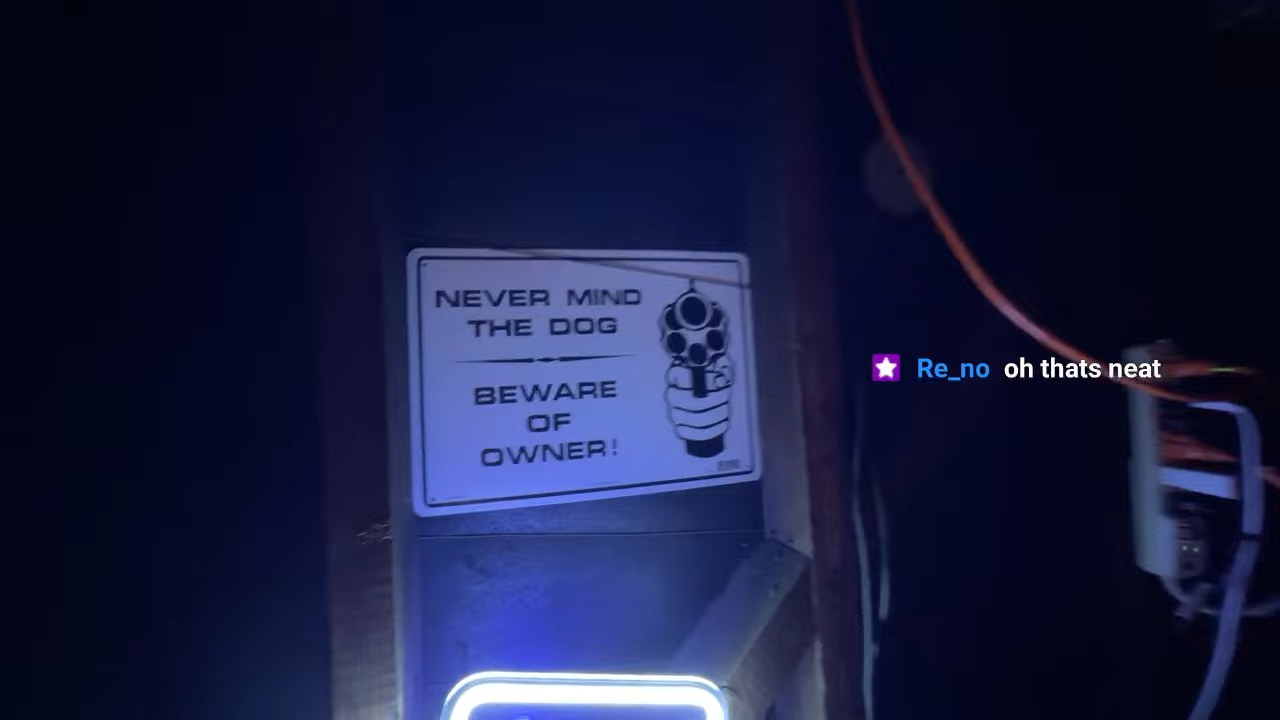 NEVER MIND
THE DOG
BEWARE
OF
OWNER!
Re_no oh thats neat